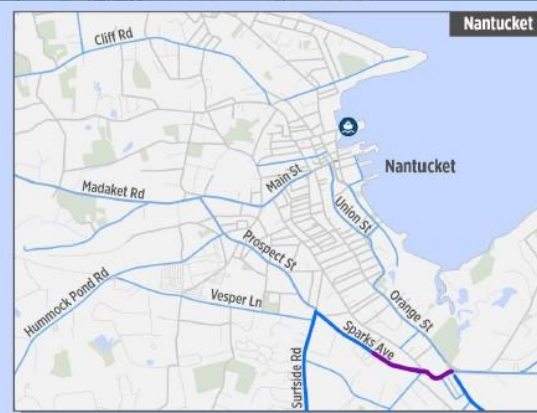 Nantucket
Cliff Rd
Nantucket
Main St
Madaket Rd
Union St
Prospect St
Hummock Pond Rd
Vesper Ln
Orange St
Sparks Ave
Surfside Rd